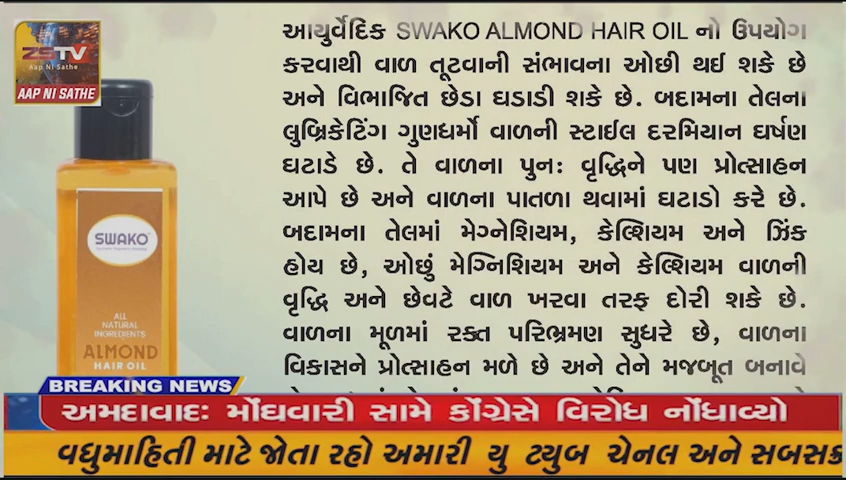 ZSTV
Aap Ni Sathe
AAP NI SATHE
આયુર્વેદિક SWAKO ALMOND HAIR OIL નો ઉપયોગ
કરવાથી વાળ તૂટવાની સંભાવના ઓછી થઈ શકે છે
અને વિભાજિત છેડા ઘડાડી શકે છે. બદામના તેલના
લુબ્રિકેટિંગ ગુણધર્મો વાળની સ્ટાઈલ દરમિયાન ઘર્ષણ
ઘટાડે છે. તે વાળના પુનઃ વૃદ્ધિને પણ પ્રોત્સાહન
આપે છે અને વાળના પાતળા થવામાં ઘટાડો કરે છે.
બદામના તેલમાં મેગ્નેશિયમ, કેલ્શિયમ અને ઝિંક
હોય છે, ઓછું મેગ્નિશિયમ અને કેલ્શિયમ વાળની
વૃદ્ધિ અને છેવટે વાળ ખરવા તરફ દોરી શકે છે.
વાળના મૂળમાં રક્ત પરિભ્રમણ સુધરે છે, વાળના
વિકાસને પ્રોત્સાહન મળે છે અને તેને મજબૂત બનાવે
SWAKO
ALL
NATURAL
INGREDIENTS
ALMOND
HAIR OIL
BREAKING NEWS
અમદાવાદઃ મોંઘવારી સામે કોંગ્રેસે વિરોધ નોંધાવ્યો
વધુમાહિતી માટે જોતા રહો અમારી યુ ટ્યુબ ચેનલ અને સબસક્ર